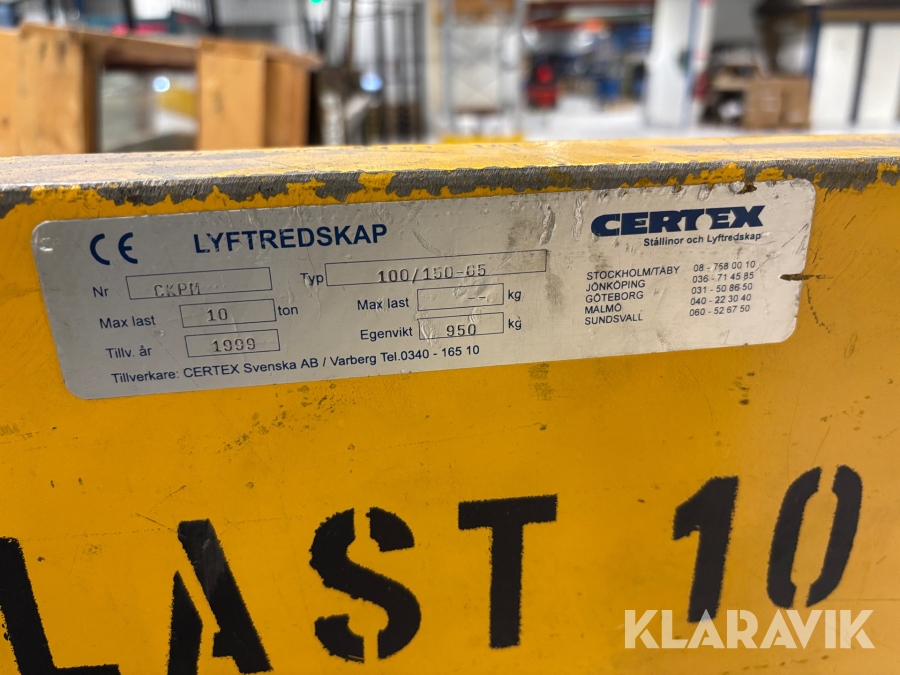 CE LYFTREDSKAP
CERTEX
Stållinor och Lyftredskap
Nr CKPM Typ 100/150-65
Max last 10 ton Max last -- kg
Tillv. år 1999 Egenvikt 950 kg
Tillverkare: CERTEX Svenska AB / Varberg Tel.0340 - 165 10
STOCKHOLM/TÄBY 08 - 758 00 10
JÖNKÖPING 036 - 71 45 85
GÖTEBORG 031 - 50 86 50
MALMÖ 040 - 22 30 40
SUNDSVALL 060 - 52 67 50
LAST 10
KLARAVIK